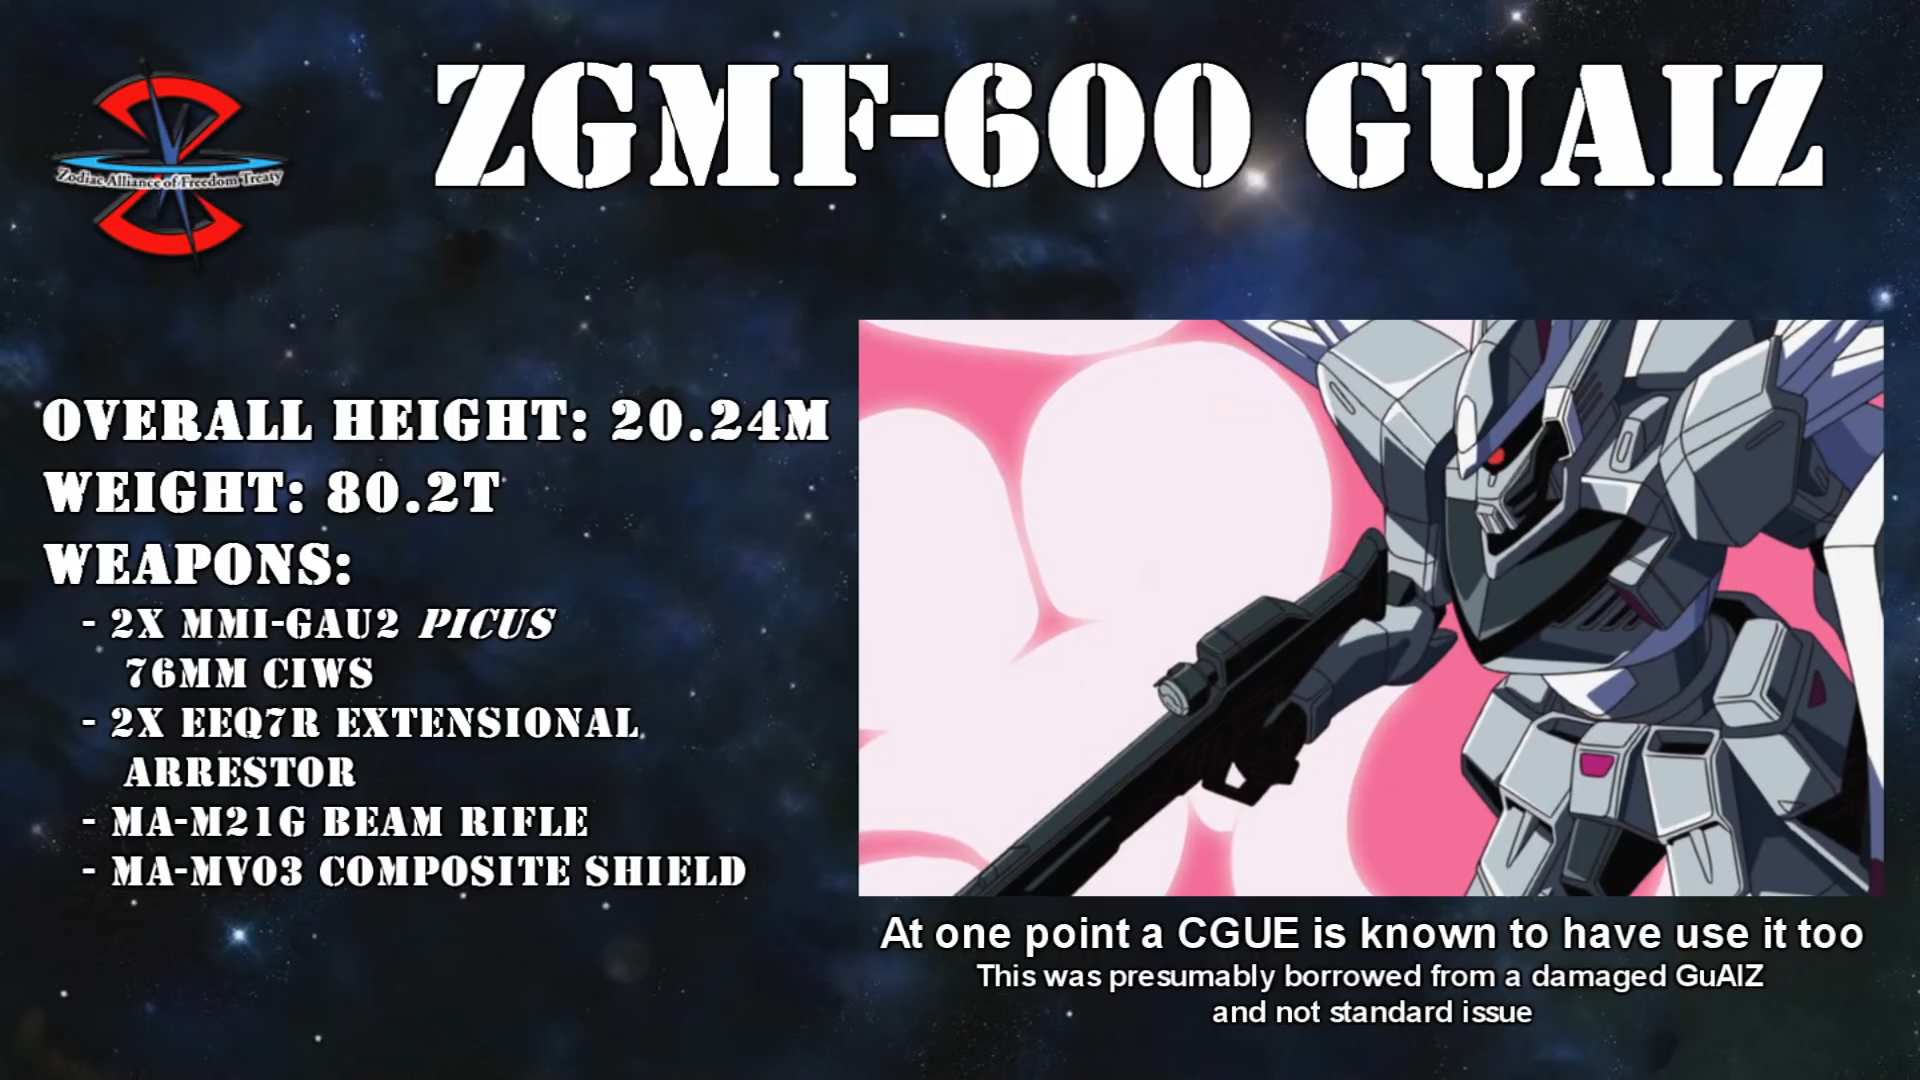 ZGMF-600 GUAIZ
Zodiac Alliance of Freedom Treaty
OVERALL HEIGHT: 20.24M
WEIGHT: 80.2T
WEAPONS:
- 2X MMI-GAU2 PICUS
76MM CIWS
- 2X EEQ7R EXTENSIONAL
ARRESTOR
- MA-M21G BEAM RIFLE
- MA-MV03 COMPOSITE SHIELD
At one point a CGUE is known to have use it too
This was presumably borrowed from a damaged GuAIZ
and not standard issue